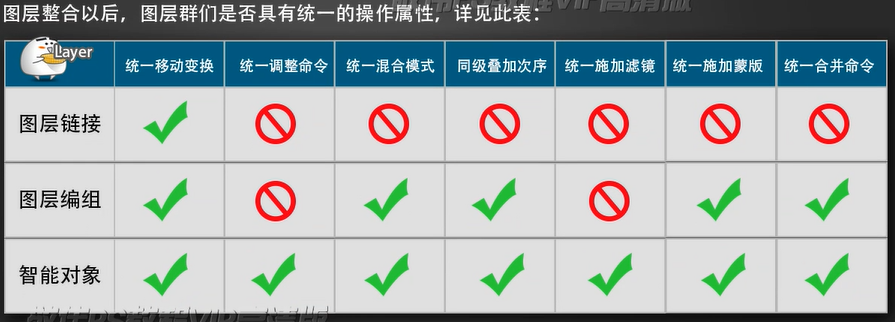 图层整合以后，图层群们是否具有统一的操作属性，详见此表：
Layer 统一移动变换 统一调整命令 统一混合模式 同级叠加次序 统一施加滤镜 统一施加蒙版 统一合并命令
图层链接
图层编组
智能对象